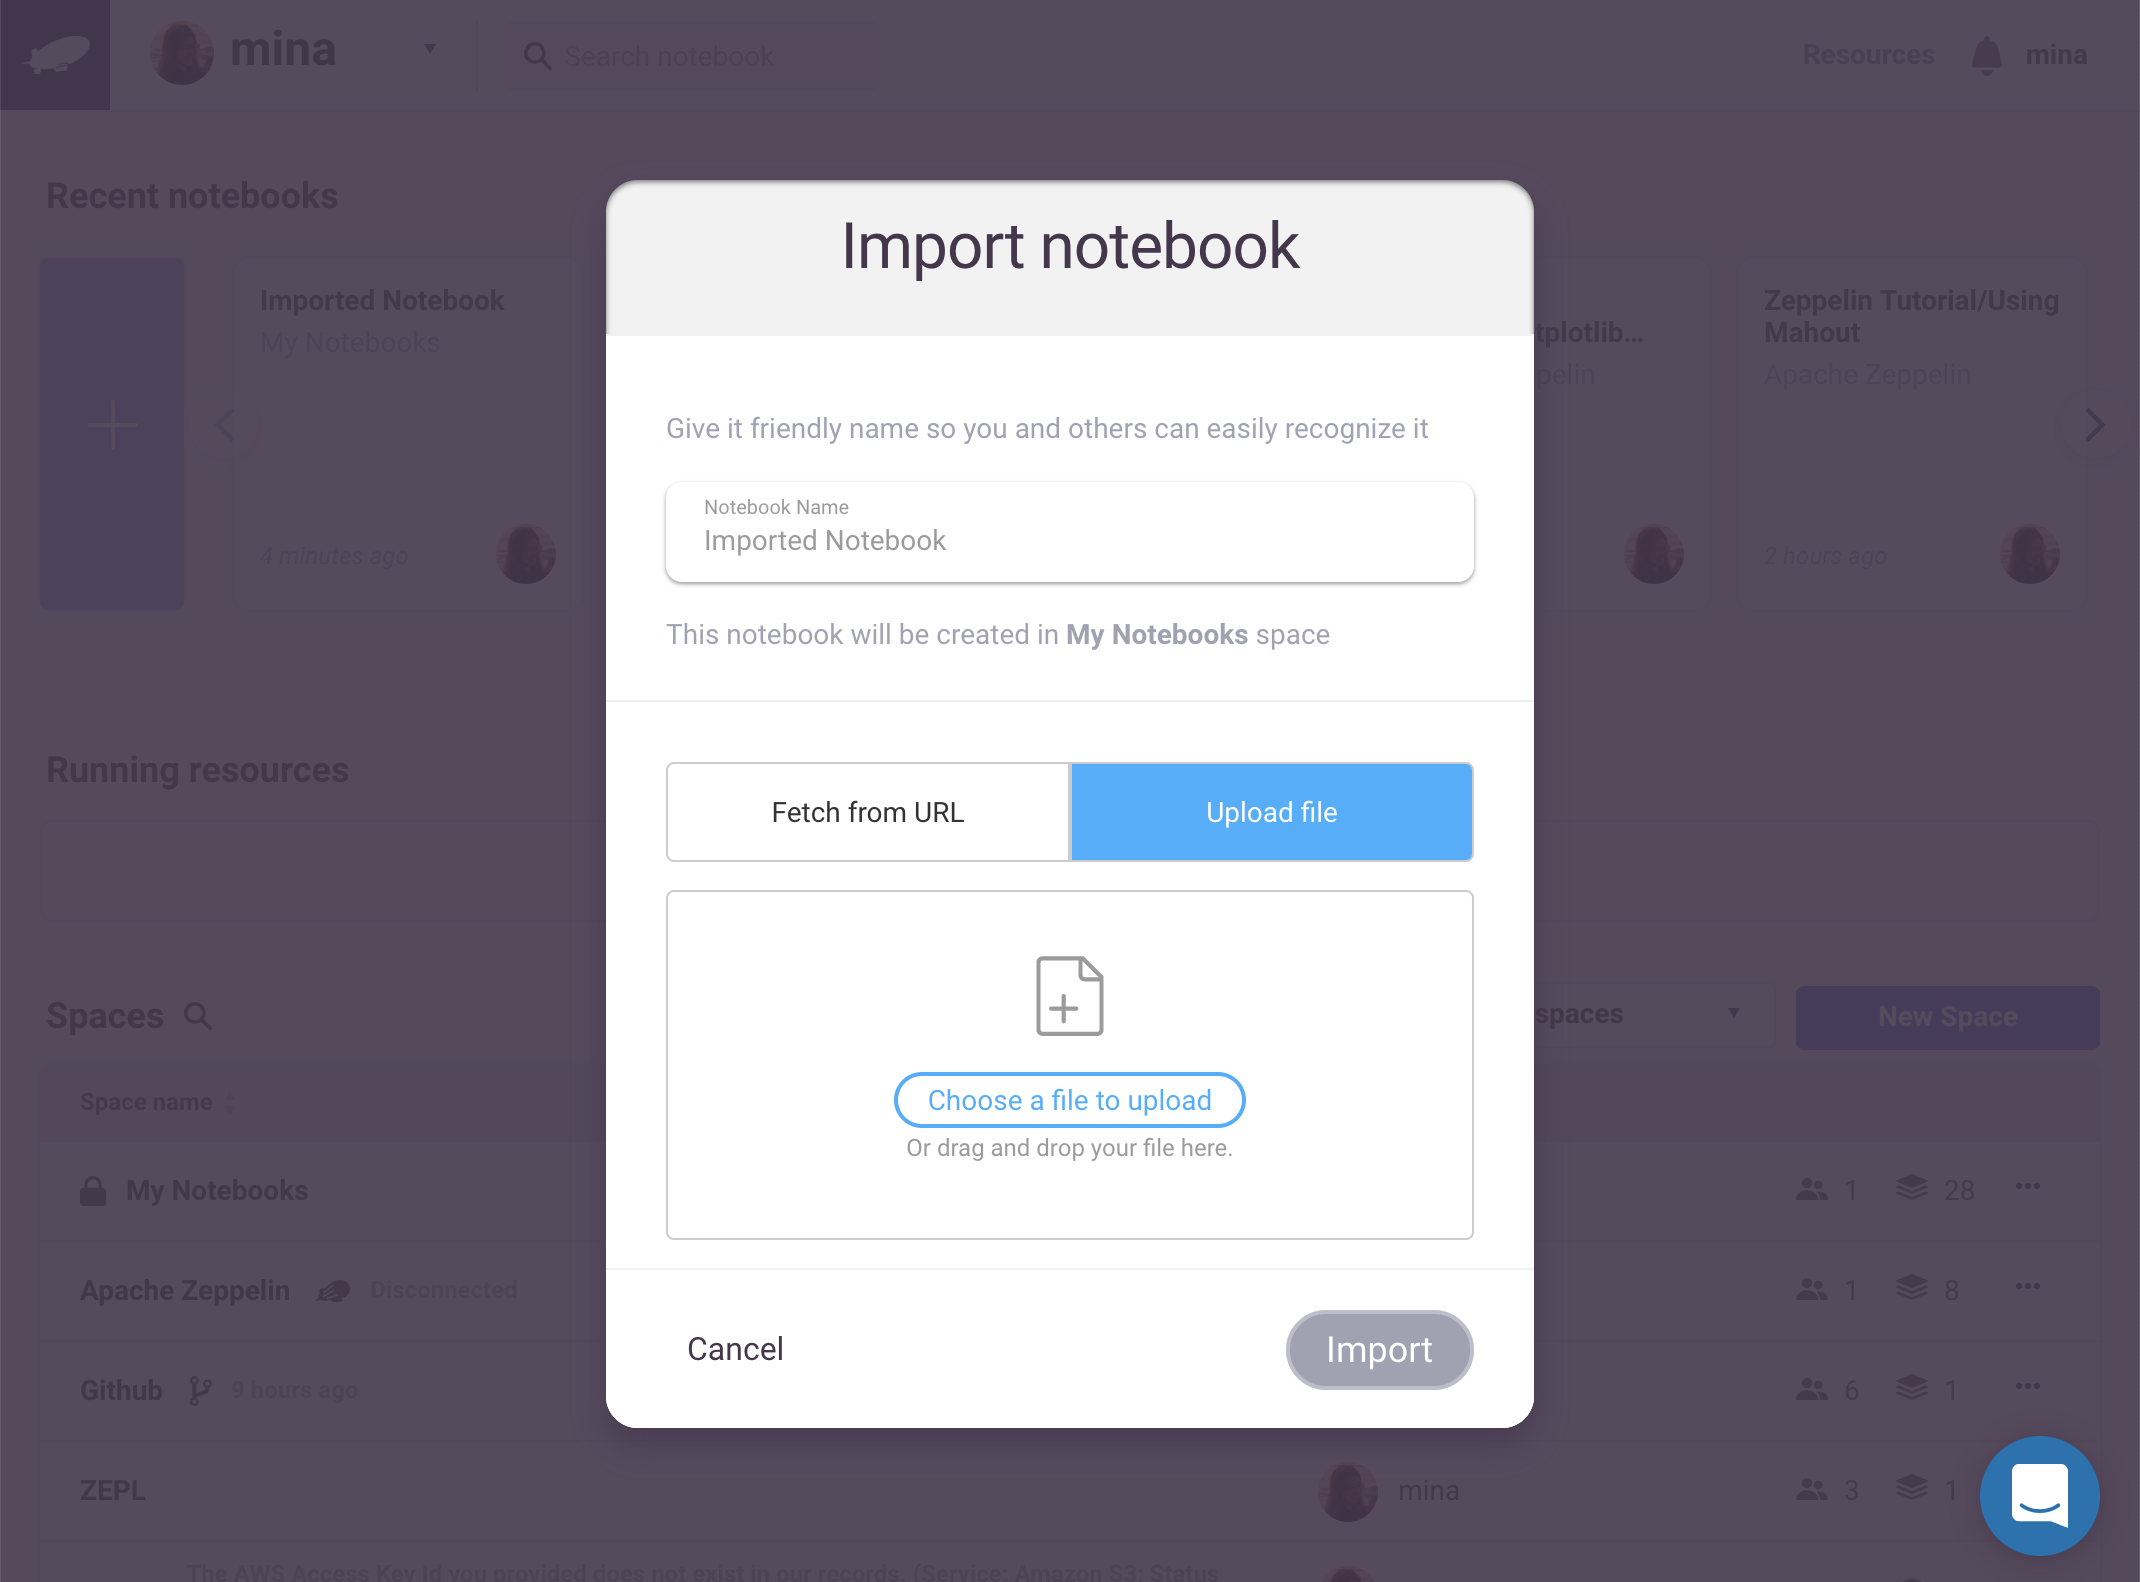 mina
Search notebook
Resources
mina
Recent notebooks
Imported Notebook
My Notebooks
4 minutes ago
tplotlib...
pelin
Zeppelin Tutorial/Using
Mahout
Apache Zeppelin
2 hours ago
Import notebook
Give it friendly name so you and others can easily recognize it
Notebook Name
Imported Notebook
This notebook will be created in My Notebooks space
Fetch from URL
Upload file
Choose a file to upload
Or drag and drop your file here.
Cancel
Import
Running resources
Spaces
spaces
New Space
Space name
My Notebooks
1
28
Apache Zeppelin
Disconnected
1
8
Github
9 hours ago
6
1
ZEPL
mina
3
1
The AWS Access Key Id you provided does not exist in our records. (Service: Amazon S3; Status